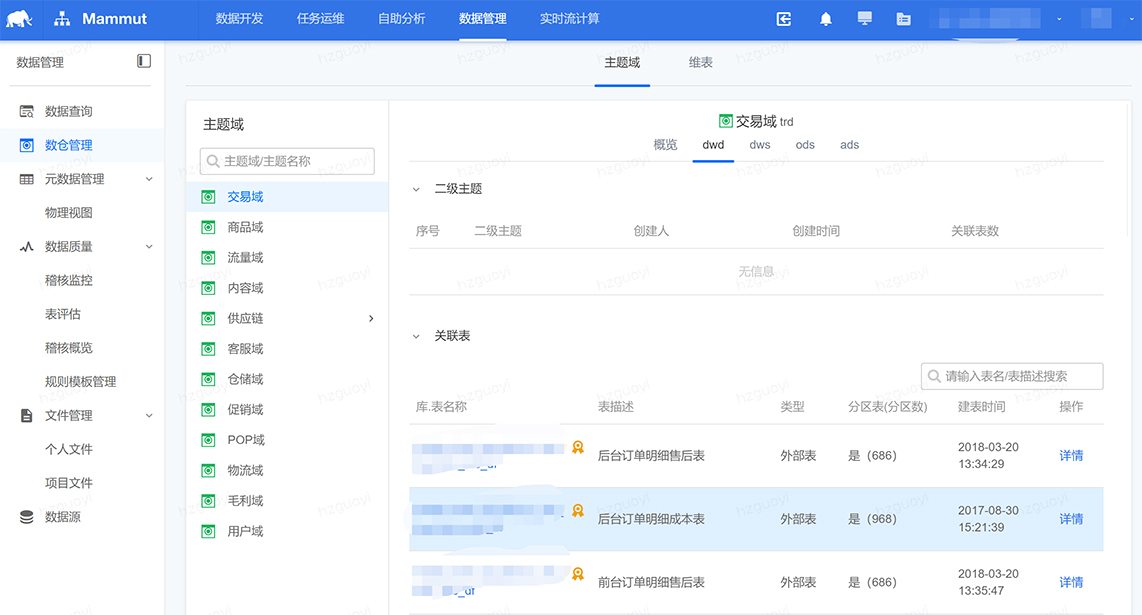 Mammut 数据开发 任务运维 自助分析 数据管理 实时流计算
数据管理
数据查询
数仓管理
元数据管理
物理视图
数据质量
稽核监控
表评估
稽核概览
规则模板管理
文件管理
个人文件
项目文件
数据源
主题域 维表
主题域
主题域/主题名称
交易域
商品域
流量域
内容域
供应链
客服域
仓储域
促销域
POP域
物流域
毛利域
用户域
交易域 trd
概览 dwd dws ods ads
二级主题
序号 二级主题 创建人 创建时间 关联表数
无信息
关联表
请输入表名/表描述搜索
库.表名称 表描述 类型 分区表(分区数) 建表时间 操作
后台订单明细售后表 外部表 是（686） 2018-03-20 13:34:29 详情
后台订单明细成本表 外部表 是（968） 2017-08-30 15:21:39 详情
前台订单明细售后表 外部表 是（686） 2018-03-20 13:35:47 详情
hzguoyi